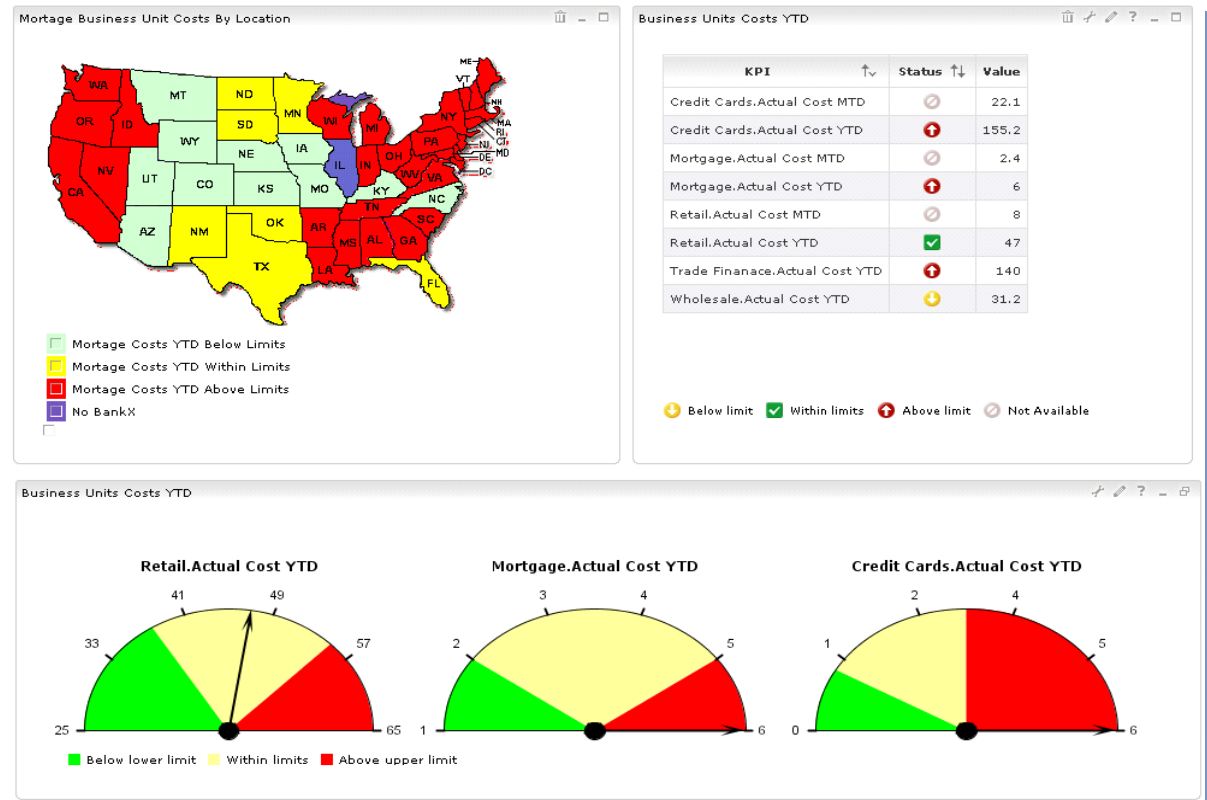 Mortage Business Unit Costs By Location
ME
WA
VT
MT
ND
MN
NH
OR
ID
WI
MI
NY
SD
MA
WY
RI,
CT,
PA
NE
IA
NJ,
MD
NV
IL
IN
OH
DE
UT
CO
WV
VA
DC
CA
KS
MO
KY
NC
TN
AZ
NM
OK
AR
SC
MS
AL
GA
TX
LA
FL
Mortage Costs YTD Below Limits
Mortage Costs YTD Within Limits
Mortage Costs YTD Above Limits
No BankX
Business Units Costs YTD
?
KPI Status Value
Credit Cards.Actual Cost MTD 22.1
Credit Cards.Actual Cost YTD 155.2
Mortgage.Actual Cost MTD 2.4
Mortgage.Actual Cost YTD 6
Retail.Actual Cost MTD 8
Retail.Actual Cost YTD 47
Trade Finanace.Actual Cost YTD 140
Wholesale.Actual Cost YTD 31.2
Below limit Within limits Above limit Not Available
Business Units Costs YTD
?
Retail.Actual Cost YTD
25
33
41
49
57
65
Mortgage.Actual Cost YTD
1
2
3
4
5
6
Credit Cards.Actual Cost YTD
0
1
2
4
5
6
Below lower limit Within limits Above upper limit